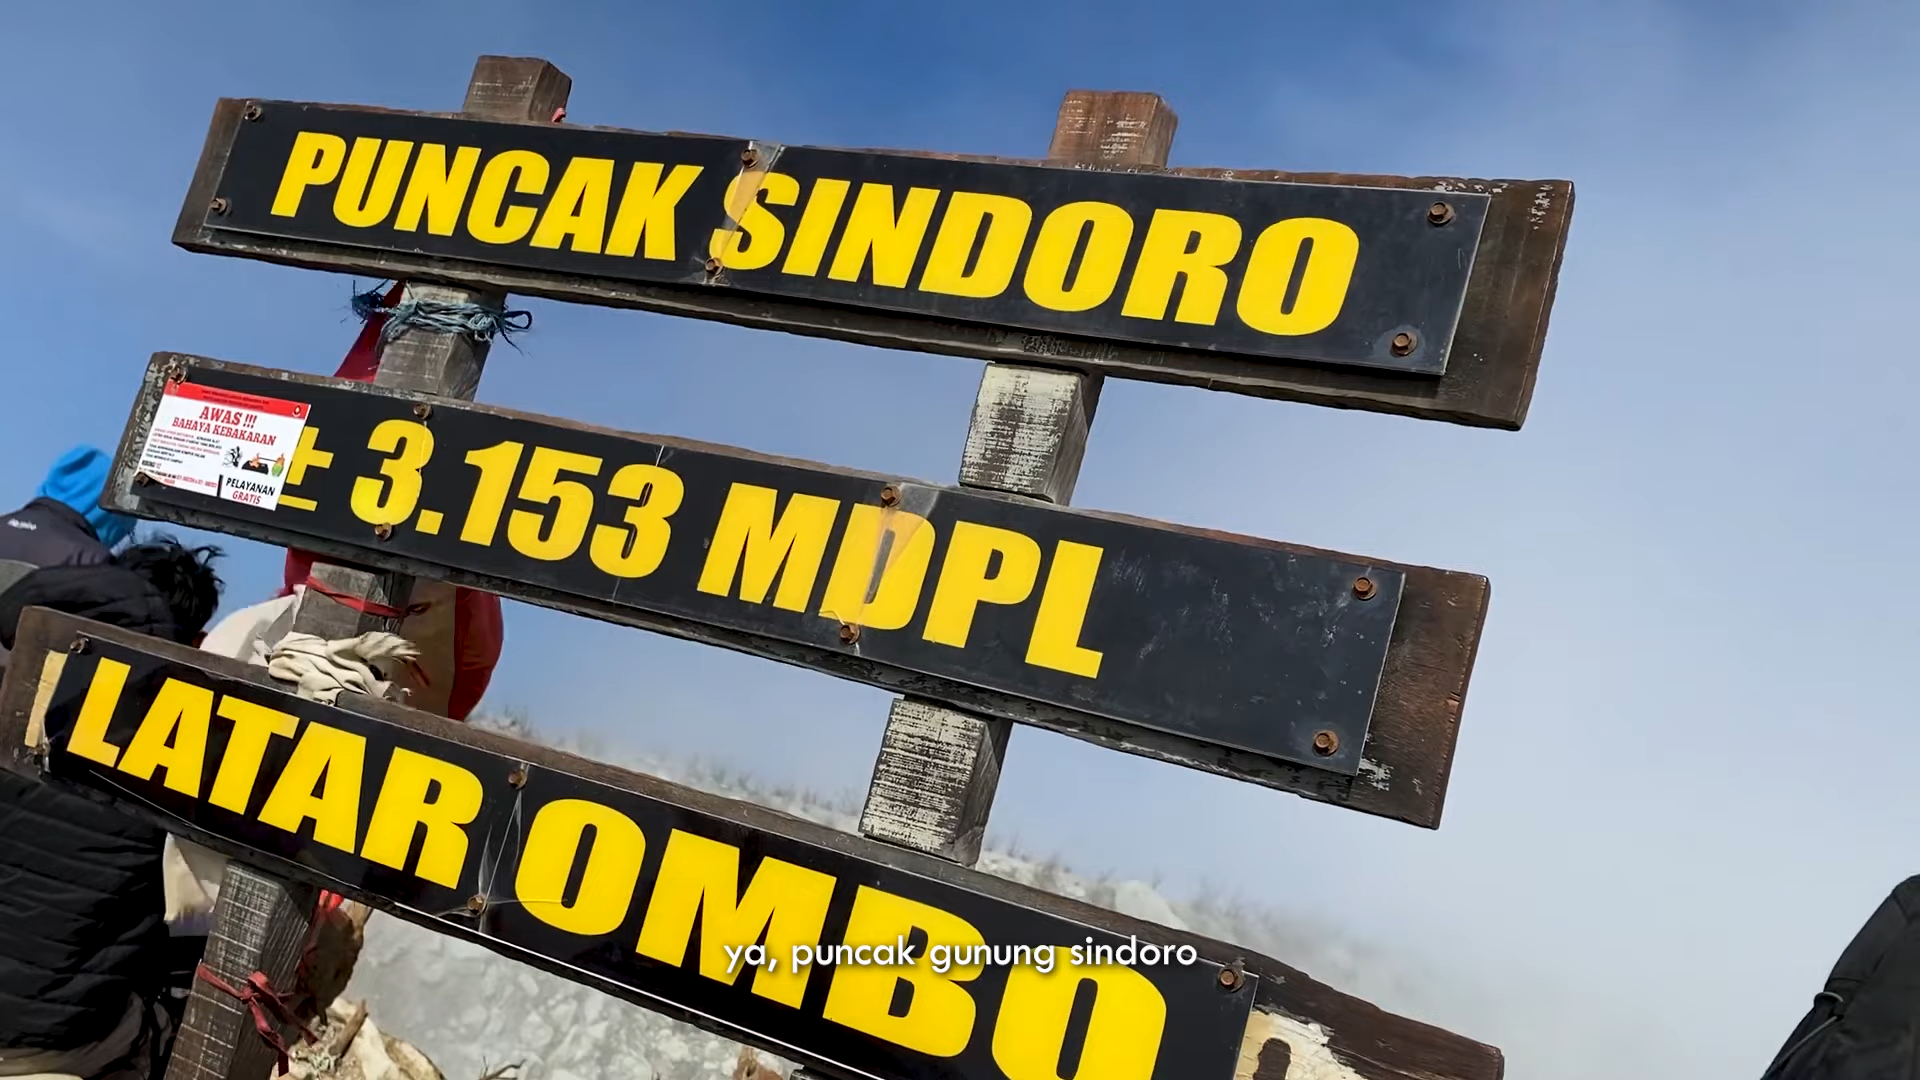 PUNCAK SINDORO
AWAS !!!
BAHAYA KEBAKARAN
PELAYANAN
GRATIS
± 3.153 MDPL
LATAR OMBO
ya, puncak gunung sindoro